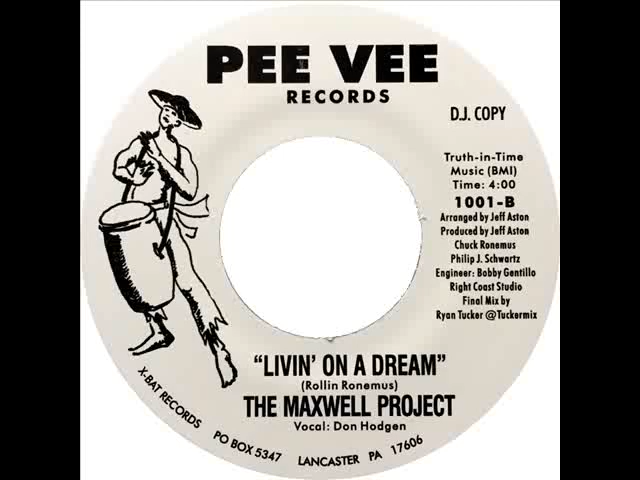 PEE VEE
RECORDS
D.J. COPY
Truth-in-Time
Music (BMI)
Time: 4:00
1001-B
Arranged by Jeff Aston
Produced by Jeff Aston
Chuck Ronemus
Philip J. Schwartz
Engineer: Bobby Gentillo
Right Coast Studio
Final Mix by
Ryan Tucker @Tuckermix
"LIVIN' ON A DREAM"
(Rollin Ronemus)
THE MAXWELL PROJECT
Vocal: Don Hodgen
X-BAT RECORDS PO BOX 5347 LANCASTER PA 17606